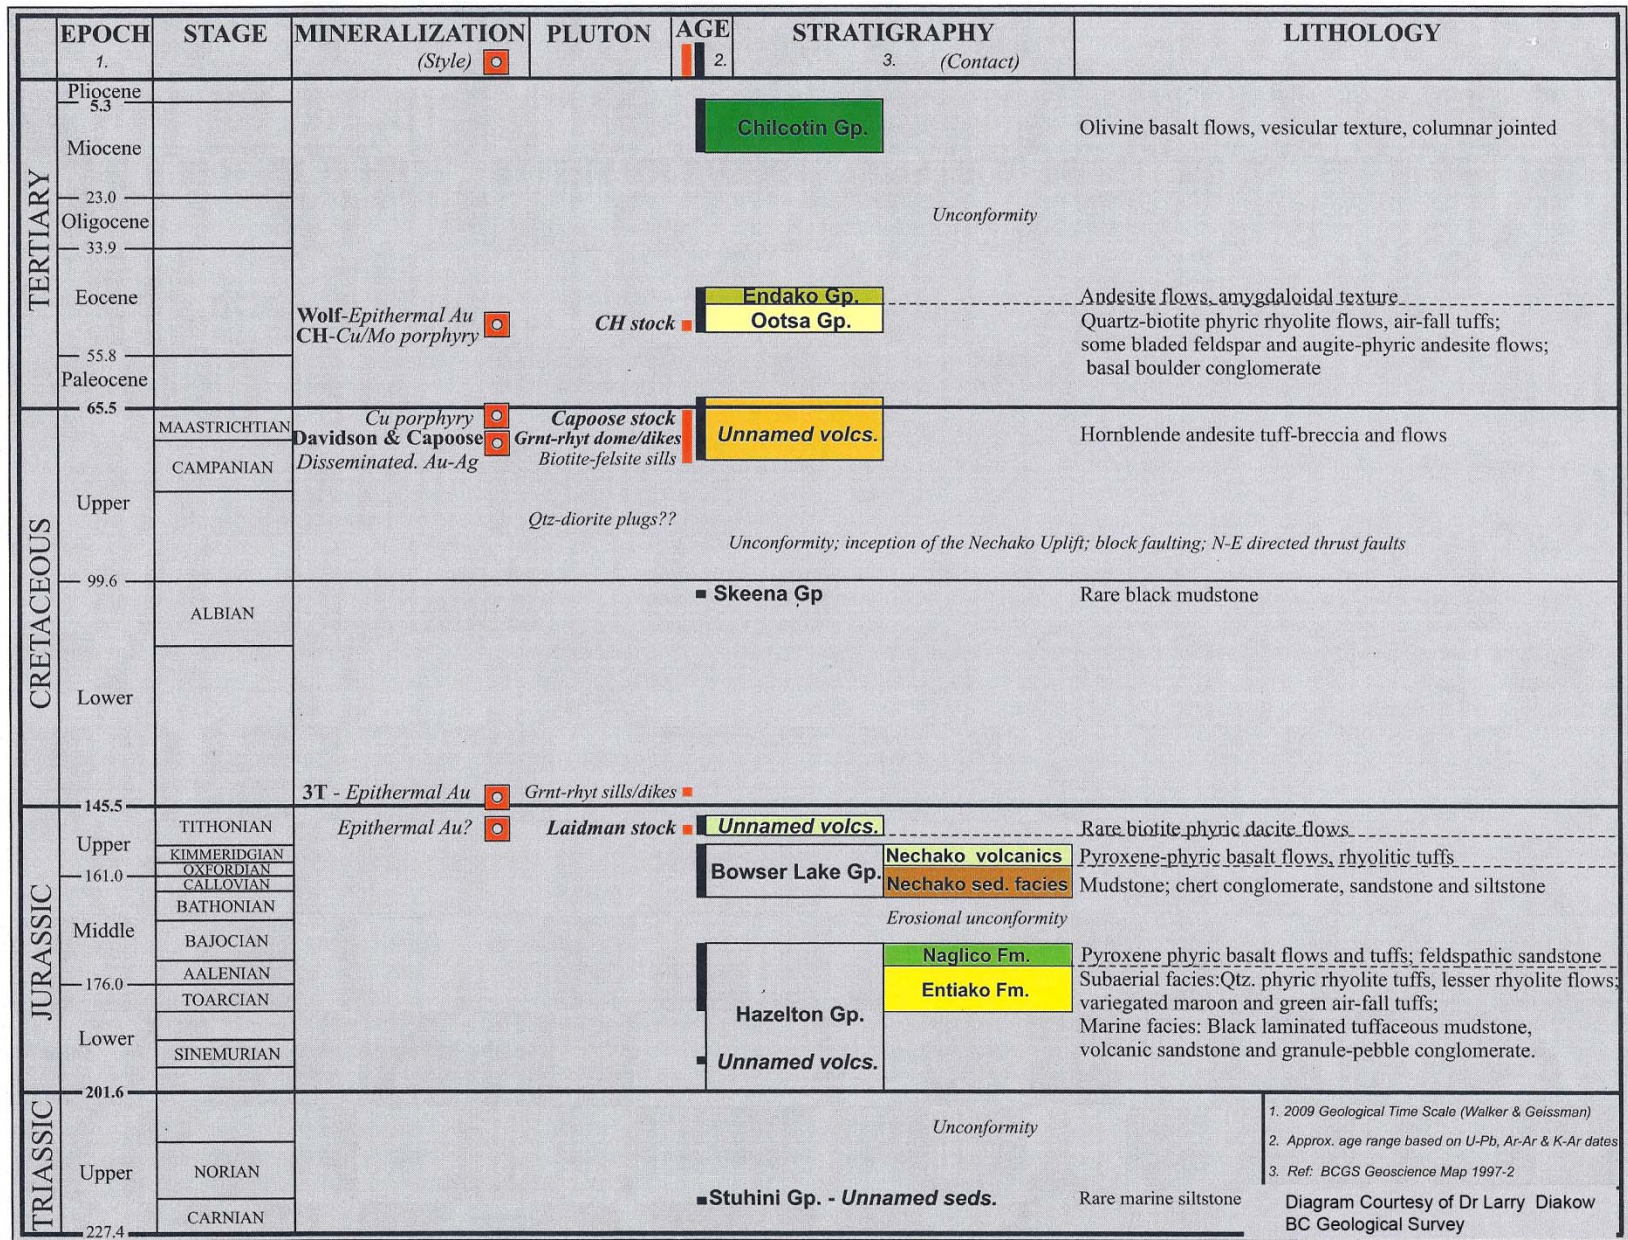 EPOCH STAGE MINERALIZATION PLUTON AGE STRATIGRAPHY LITHOLOGY
1. (Style) 2. 3. (Contact)
TERTIARY
Pliocene
5.3
Chilcotin Gp. Olivine basalt flows, vesicular texture, columnar jointed
Miocene
23.0
Oligocene Unconformity
33.9
Eocene Endako Gp. Andesite flows, amygdaloidal texture
Wolf-Epithermal Au CH stock Ootsa Gp. Quartz-biotite phyric rhyolite flows, air-fall tuffs;
CH-Cu/Mo porphyry some bladed feldspar and augite-phyric andesite flows;
55.8
basal boulder conglomerate
Paleocene
65.5
CRETACEOUS
MAASTRICHTIAN Cu porphyry Capoose stock
Davidson & Capoose Grnt-rhyt dome/dikes Unnamed volcs. Hornblende andesite tuff-breccia and flows
CAMPANIAN Disseminated. Au-Ag Biotite-felsite sills
Upper
Qtz-diorite plugs??
Unconformity; inception of the Nechako Uplift; block faulting; N-E directed thrust faults
99.6
Skeena Gp Rare black mudstone
ALBIAN
Lower
3T - Epithermal Au Grnt-rhyt sills/dikes
145.5
JURASSIC
TITHONIAN Epithermal Au? Laidman stock Unnamed volcs. Rare biotite phyric dacite flows
Upper
KIMMERIDGIAN Nechako volcanics Pyroxene-phyric basalt flows, rhyolitic tuffs
OXFORDIAN
161.0 Bowser Lake Gp.
CALLOVIAN Nechako sed. facies Mudstone; chert conglomerate, sandstone and siltstone
BATHONIAN
Erosional unconformity
Middle
BAJOCIAN
Naglico Fm. Pyroxene phyric basalt flows and tuffs; feldspathic sandstone
AALENIAN
176.0
Entiako Fm. Subaerial facies:Qtz. phyric rhyolite tuffs, lesser rhyolite flows;
TOARCIAN variegated maroon and green air-fall tuffs;
Hazelton Gp. Marine facies: Black laminated tuffaceous mudstone,
Lower
SINEMURIAN volcanic sandstone and granule-pebble conglomerate.
Unnamed volcs.
201.6
TRIASSIC
Unconformity
Upper NORIAN
Stuhini Gp. - Unnamed seds. Rare marine siltstone
CARNIAN
227.4
1. 2009 Geological Time Scale (Walker & Geissman)
2. Approx. age range based on U-Pb, Ar-Ar & K-Ar dates
3. Ref: BCGS Geoscience Map 1997-2
Diagram Courtesy of Dr Larry Diakow
BC Geological Survey